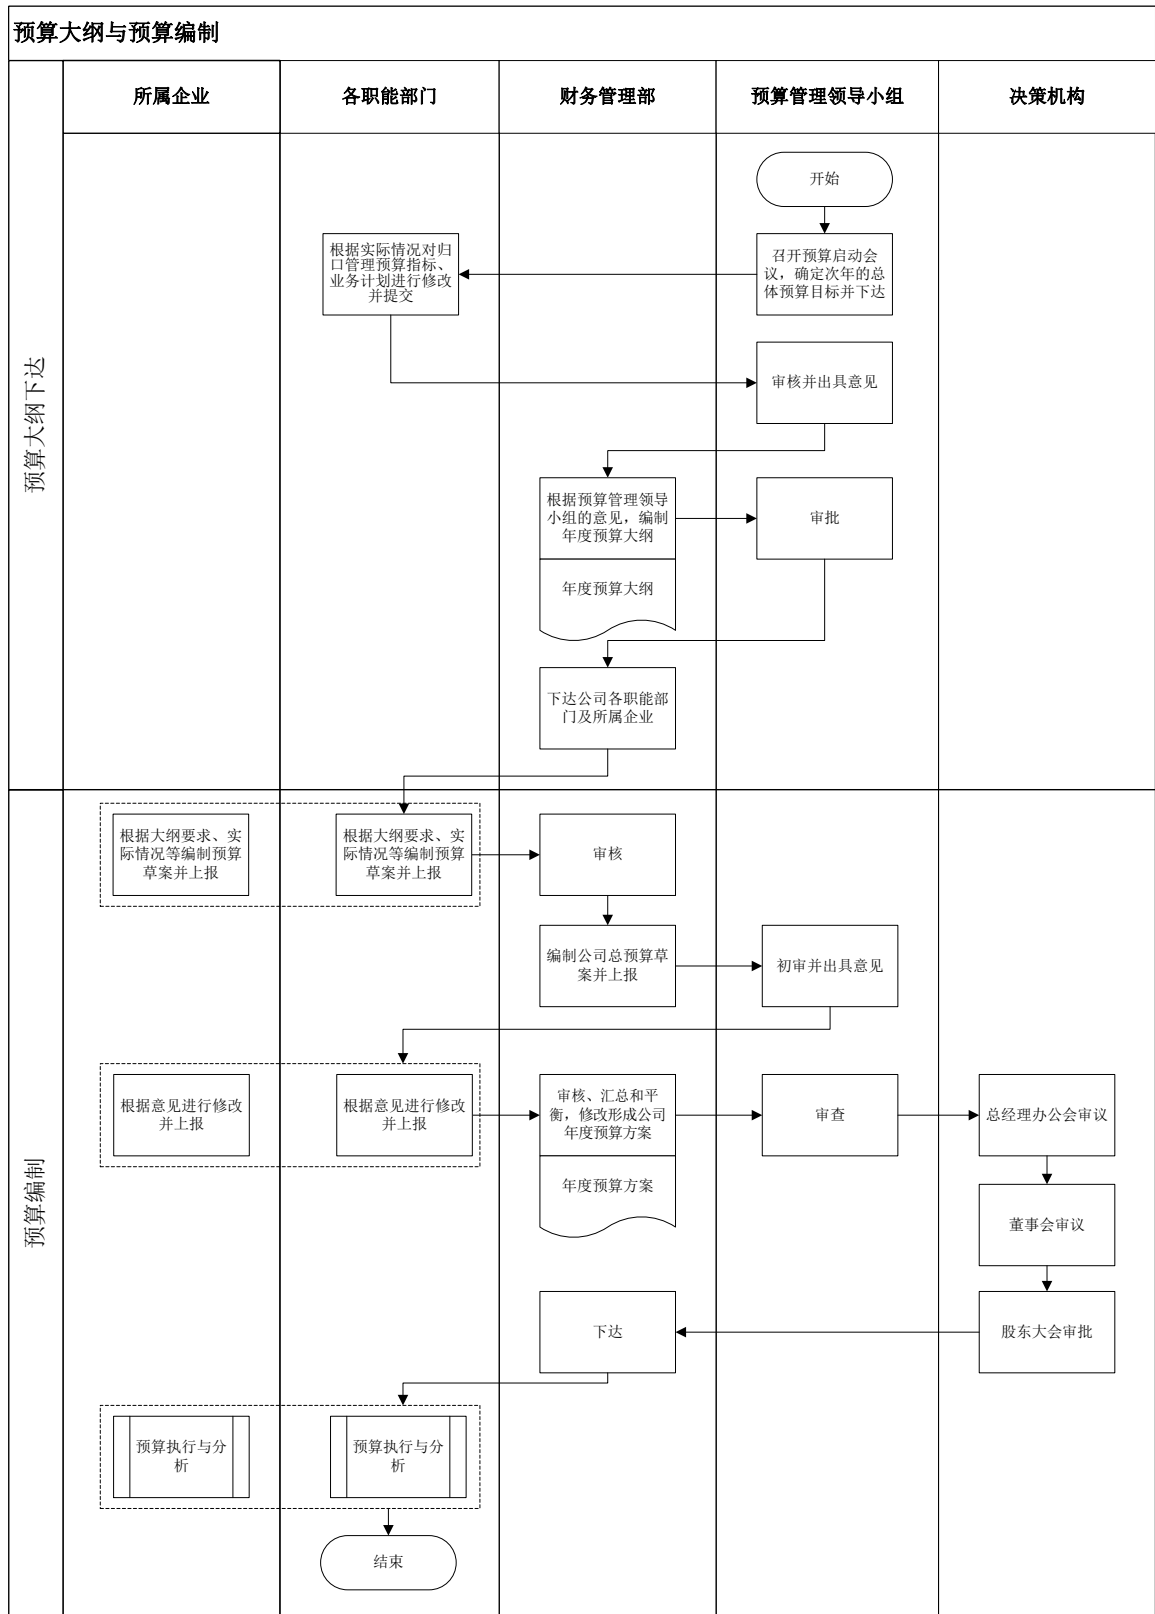 预算大纲与预算编制
所属企业
各职能部门
财务管理部
预算管理领导小组
决策机构
预算大纲下达
开始
根据实际情况对归
口管理预算指标、
业务计划进行修改
并提交
召开预算启动会
议，确定次年的总
体预算目标并下达
审核并出具意见
根据预算管理领导
小组的意见，编制
年度预算大纲
审批
年度预算大纲
下达公司各职能部
门及所属企业
预算编制
根据大纲要求、实
际情况等编制预算
草案并上报
根据大纲要求、实
际情况等编制预算
草案并上报
审核
编制公司总预算草
案并上报
初审并出具意见
根据意见进行修改
并上报
根据意见进行修改
并上报
审核、汇总和平
衡，修改形成公司
年度预算方案
审查
总经理办公会审议
年度预算方案
董事会审议
下达
股东大会审批
预算执行与分
析
预算执行与分
析
结束